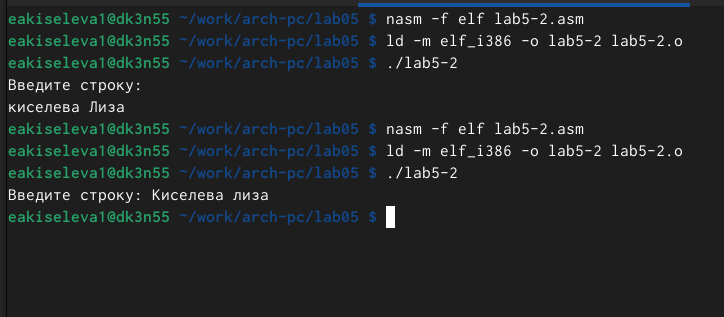 eakiseleva1@dk3n55 ~/work/arch-pc/lab05 $ nasm -f elf lab5-2.asm
eakiseleva1@dk3n55 ~/work/arch-pc/lab05 $ ld -m elf_i386 -o lab5-2 lab5-2.o
eakiseleva1@dk3n55 ~/work/arch-pc/lab05 $ ./lab5-2
Введите строку:
киселева Лиза
eakiseleva1@dk3n55 ~/work/arch-pc/lab05 $ nasm -f elf lab5-2.asm
eakiseleva1@dk3n55 ~/work/arch-pc/lab05 $ ld -m elf_i386 -o lab5-2 lab5-2.o
eakiseleva1@dk3n55 ~/work/arch-pc/lab05 $ ./lab5-2
Введите строку: Киселева лиза
eakiseleva1@dk3n55 ~/work/arch-pc/lab05 $